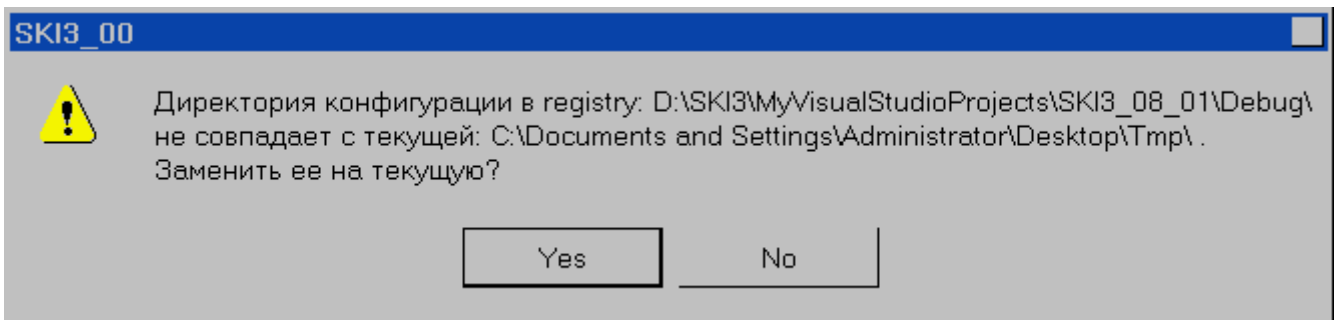 SKI3_00
Директория конфигурации в registry: D:\SKI3\MyVisualStudioProjects\SKI3_08_01\Debug\
не совпадает с текущей: C:\Documents and Settings\Administrator\Desktop\Tmp\ .
Заменить ее на текущую?
Yes No